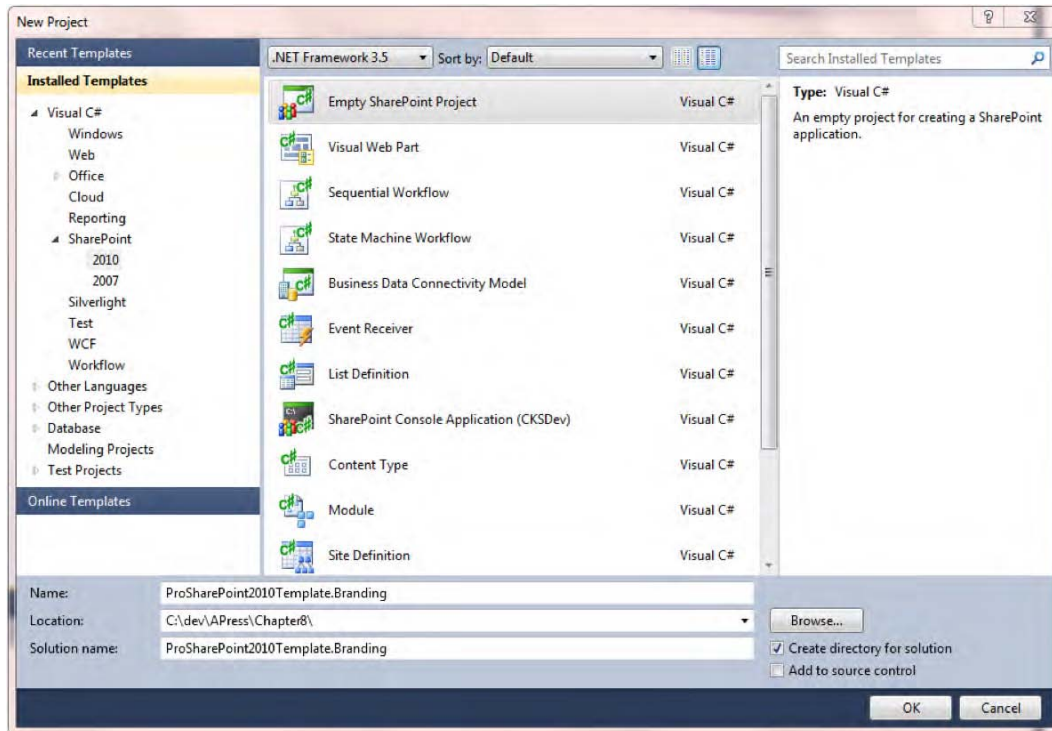 New Project
Recent Templates
.NET Framework 3.5
Sort by: Default
Search Installed Templates
Installed Templates
Visual C#
Windows
Web
Office
Cloud
Reporting
SharePoint
2010
2007
Silverlight
Test
WCF
Workflow
Other Languages
Other Project Types
Database
Modeling Projects
Test Projects
Online Templates
Empty SharePoint Project Visual C#
Visual Web Part Visual C#
Sequential Workflow Visual C#
State Machine Workflow Visual C#
Business Data Connectivity Model Visual C#
Event Receiver Visual C#
List Definition Visual C#
SharePoint Console Application (CKSDev) Visual C#
Content Type Visual C#
Module Visual C#
Site Definition Visual C#
Type: Visual C#
An empty project for creating a SharePoint
application.
Name: ProSharePoint2010Template.Branding
Location: C:\dev\APress\Chapter8\
Browse...
Solution name: ProSharePoint2010Template.Branding
Create directory for solution
Add to source control
OK Cancel